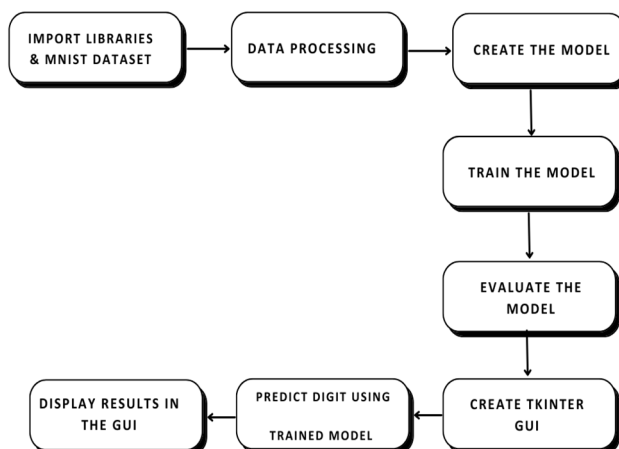 IMPORT LIBRARIES
& MNIST DATASET
DATA PROCESSING
CREATE THE MODEL
TRAIN THE MODEL
EVALUATE THE
MODEL
CREATE TKINTER
GUI
PREDICT DIGIT USING
TRAINED MODEL
DISPLAY RESULTS IN
THE GUI